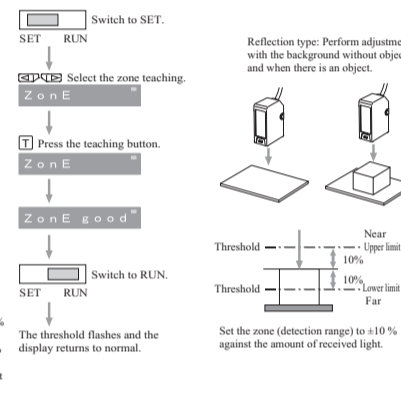 Switch to SET.
SET RUN
Select the zone teaching.
ZonE
T Press the teaching button.
ZonE
ZonE good
Switch to RUN.
SET RUN
The threshold flashes and the
display returns to normal.
%
t
Reflection type: Perform adjustme
with the background without objec
and when there is an object.
Near
Threshold Upper limit
10%
10%
Threshold Lower limit
Far
Set the zone (detection range) to ±10 %
against the amount of received light.